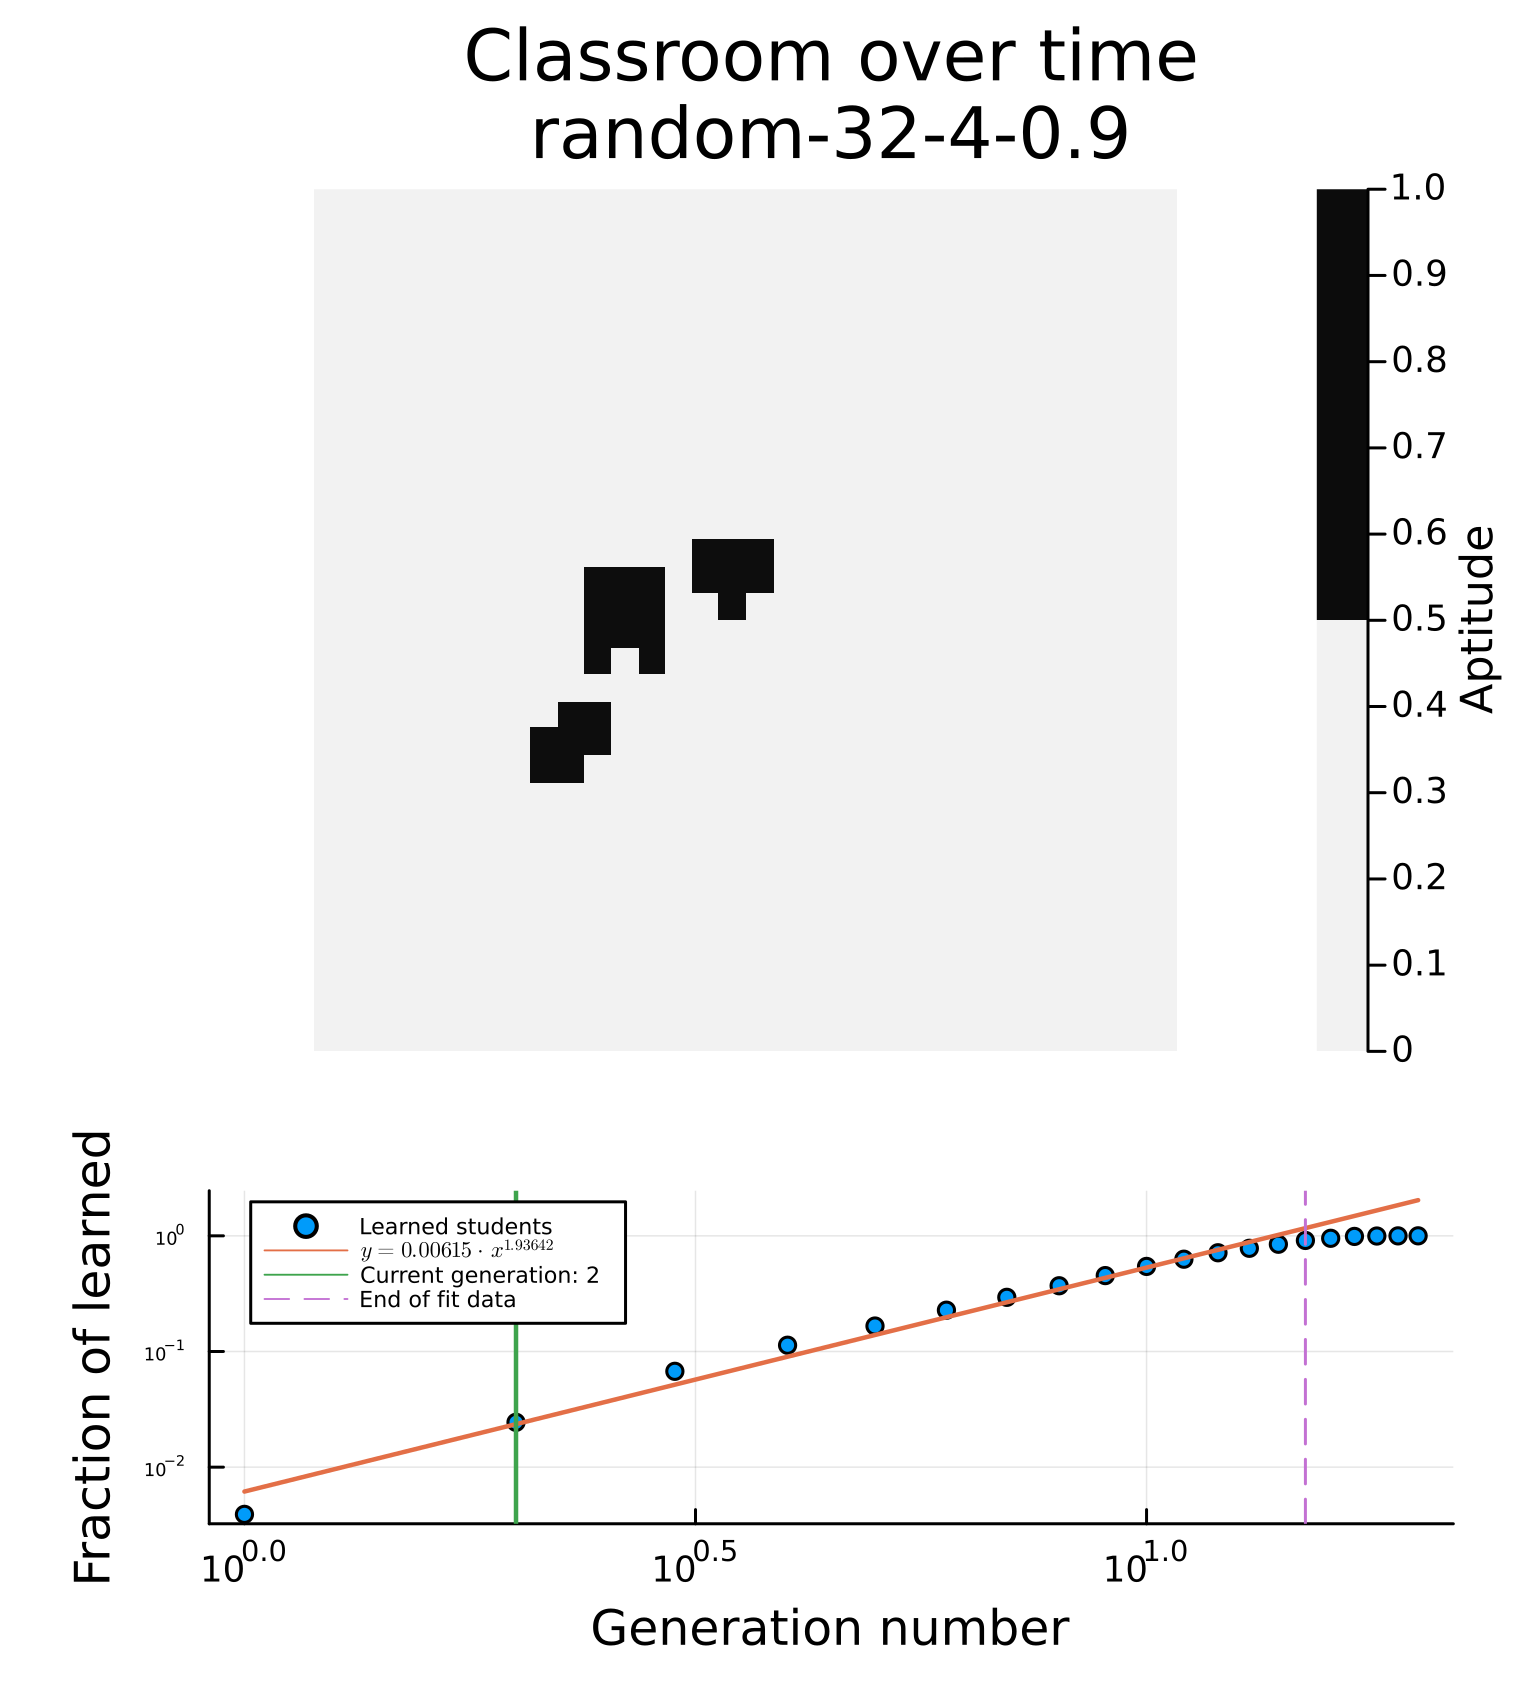 Classroom over time
random-32-4-0.9
1.0
0.9
0.8
0.7
0.6
0.5
0.4
0.3
0.2
0.1
0
Aptitude
Fraction of learned
10⁰
10⁻¹
10⁻²
Learned students
y = 0.00615 · x^1.93642
Current generation: 2
End of fit data
10^0.0
10^0.5
10^1.0
Generation number